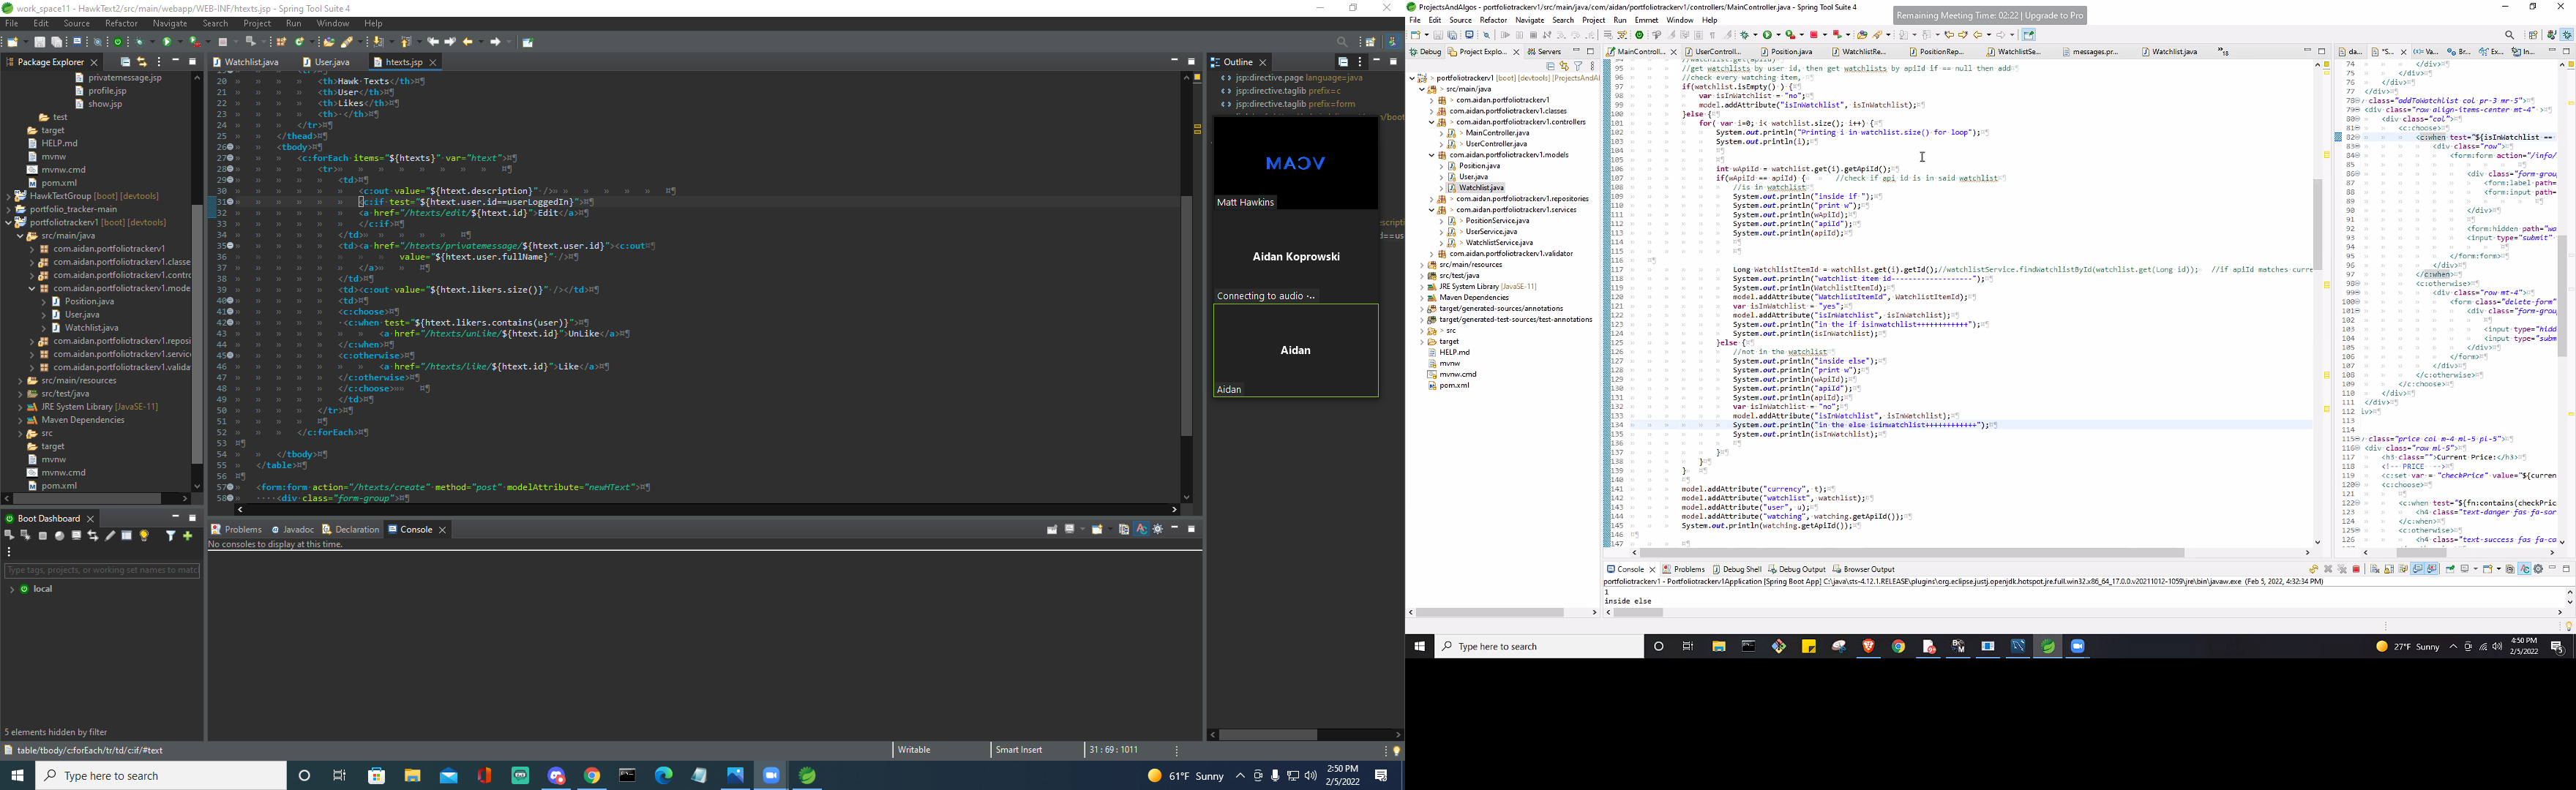 work_space11 - HawkText2/src/main/webapp/WEB-INF/htexts.jsp - Spring Tool Suite 4
File Edit Source Refactor Navigate Search Project Run Window Help
Package Explorer
privatemessage.jsp
profile.jsp
show.jsp
test
target
HELP.md
mvnw
mvnw.cmd
pom.xml
HawkTextGroup [boot] [devtools]
portfolio_tracker-main
portfoliotrackerv1 [boot] [devtools]
src/main/java
com.aidan.portfoliotrackerv1
com.aidan.portfoliotrackerv1.classe
com.aidan.portfoliotrackerv1.contro
com.aidan.portfoliotrackerv1.mode
Position.java
User.java
Watchlist.java
com.aidan.portfoliotrackerv1.reposi
com.aidan.portfoliotrackerv1.servic
com.aidan.portfoliotrackerv1.valida
src/main/resources
src/test/java
JRE System Library [JavaSE-11]
Maven Dependencies
src
target
mvnw
mvnw.cmd
pom.xml
Boot Dashboard
Type tags, projects, or working set names to match
local
5 elements hidden by filter
Watchlist.java User.java htexts.jsp
20 <th>Hawk Texts</th>
21 <th>User</th>
22 <th>Likes</th>
23 <th> </th>
24 </tr>
25 </thead>
26 <tbody>
27 <c:forEach items="${htexts}" var="htext">
28 <tr>
29 <td>
30 <c:out value="${htext.description}" />
31 <c:if test="${htext.user.id==userLoggedIn}">
32 <a href="/htexts/edit/${htext.id}">Edit</a>
33 </c:if>
34 </td>
35 <td><a href="/htexts/privatemessage/${htext.user.id}"><c:out
36 value="${htext.user.fullName}" />
37 </a>
38 </td>
39 <td><c:out value="${htext.likers.size()}" /></td>
40 <td>
41 <c:choose>
42 <c:when test="${htext.likers.contains(user)}">
43 <a href="/htexts/unlike/${htext.id}">UnLike</a>
44 </c:when>
45 <c:otherwise>
46 <a href="/htexts/like/${htext.id}">Like</a>
47 </c:otherwise>
48 </c:choose>
49 </td>
50 </tr>
51
52 </c:forEach>
53
54 </tbody>
55 </table>
56
57 <form:form action="/htexts/create" method="post" modelAttribute="newHText">
58 <div class="form-group">
Problems Javadoc Declaration Console
No consoles to display at this time.
Outline
jsp:directive.page language=java
jsp:directive.taglib prefix=c
jsp:directive.taglib prefix=form
VCAM
Matt Hawkins
Aidan Koprowski
Connecting to audio ...
Aidan
Aidan
table/tbody/c:forEach/tr/td/c:if/#text
Writable
Smart Insert
31 : 69 : 1011
Type here to search
61°F Sunny
2:50 PM
2/5/2022
ProjectsAndAlgos - portfoliotrackerv1/src/main/java/com/aidan/portfoliotrackerv1/controllers/MainController.java - Spring Tool Suite 4
Remaining Meeting Time: 02:22 | Upgrade to Pro
File Edit Source Refactor Navigate Search Project Run Emmet Window Help
Debug Project Explo... Servers
portfoliotrackerv1 [boot] [devtools] [ProjectsAndAl
src/main/java
com.aidan.portfoliotrackerv1
com.aidan.portfoliotrackerv1.classes
com.aidan.portfoliotrackerv1.controllers
MainController.java
UserController.java
com.aidan.portfoliotrackerv1.models
Position.java
User.java
Watchlist.java
com.aidan.portfoliotrackerv1.repositories
com.aidan.portfoliotrackerv1.services
PositionService.java
UserService.java
WatchlistService.java
com.aidan.portfoliotrackerv1.validator
src/main/resources
src/test/java
JRE System Library [JavaSE-11]
Maven Dependencies
target/generated-sources/annotations
target/generated-test-sources/test-annotations
src
target
HELP.md
mvnw
mvnw.cmd
pom.xml
MainControll... UserControll... Position.java WatchlistRe... PositionRep... WatchlistSe... messages.pr... Watchlist.java
95 //get watchlists by user id, then get watchlists by apiId if == null then add
96 //check every watching item,
97 if(watchlist.isEmpty() ) {
98 var isInWatchlist = "no";
99 model.addAttribute("isInWatchlist", isInWatchlist);
100 }else {
101 for( var i=0; i< watchlist.size(); i++) {
102 System.out.println("Printing i in watchlist.size() for loop");
103 System.out.println(i);
104
105
106 int wApiId = watchlist.get(i).getApiId();
107 if(wApiId == apiId) { //check if api id is in said watchlist
108 //is in watchlist
109 System.out.println("inside if ");
110 System.out.println("print w");
111 System.out.println(wApiId);
112 System.out.println("apiId");
113 System.out.println(apiId);
114
115
116
117 Long WatchlistItemId = watchlist.get(i).getId();//watchlistService.findWatchlistById(watchlist.get(Long id)); //if apiId matches curre
118 System.out.println("watchlist item id-------------------");
119 System.out.println(WatchlistItemId);
120 model.addAttribute("WatchlistItemId", WatchlistItemId);
121 var isInWatchlist = "yes";
122 model.addAttribute("isInWatchlist", isInWatchlist);
123 System.out.println("in the if isinwatchlist++++++++++++");
124 System.out.println(isInWatchlist);
125 }else {
126 //not in the watchlist
127 System.out.println("inside else");
128 System.out.println("print w");
129 System.out.println(wApiId);
130 System.out.println("apiId");
131 System.out.println(apiId);
132 var isInWatchlist = "no";
133 model.addAttribute("isInWatchlist", isInWatchlist);
134 System.out.println("in the else isinwatchlist++++++++++++");
135 System.out.println(isInWatchlist);
136
137 }
138 }
139 }
140
141 model.addAttribute("currency", t);
142 model.addAttribute("watchlist", watchlist);
143 model.addAttribute("user", u);
144 model.addAttribute("watching", watching.getApiId());
145 System.out.println(watching.getApiId());
146
147
74 </div>
75 </div>
76 </div>
77 </div>
78 class="addToWatchlist col pr-3 mr-5">
79 <div class="row align-items-center mt-4" >
80 <div class="col">
81 <c:choose>
82 <c:when test="${isInWatchlist ==
83 <div class="row">
84 <form:form action="/info/
86 <div class="form-group
87 <form:label path=
88 <form:input path=
90 </div>
92 <form:hidden path="wo
93 <input type="submit"
95 </form:form>
96 </div>
97 </c:when>
98 <c:otherwise>
99 <div class="row mt-4">
100 <form class="delete-form"
101 <div class="form-group
103 <input type="hidd
104 <input type="subm
105 </div>
106 </form>
107 </div>
108 </c:otherwise>
109 </c:choose>
110 </div>
111 </div>
112 iv>
113
114
115 class="price col m-4 ml-5 pl-5">
116 <div class="row ml-5">
117 <h3 class="">Current Price:</h3>
118 <!-- PRICE -->
119 <c:set var = "checkPrice" value="${curren
120 <c:choose>
121
122 <c:when test="${fn:contains(checkPric
123 <h4 class="text-danger fas fa-sor
124 </c:when>
125 <c:otherwise>
126 <h4 class="text-success fas fa-ca
Console Problems Debug Shell Debug Output Browser Output
portfoliotrackerv1 - Portfoliotrackerv1Application [Spring Boot App] C:\java\sts-4.12.1.RELEASE\plugins\org.eclipse.justj.openjdk.hotspot.jre.full.win32.x86_64_17.0.0.v20211012-1059\jre\bin\javaw.exe (Feb 5, 2022, 4:32:34 PM)
1
inside else
Type here to search
27°F Sunny
4:50 PM
2/5/2022